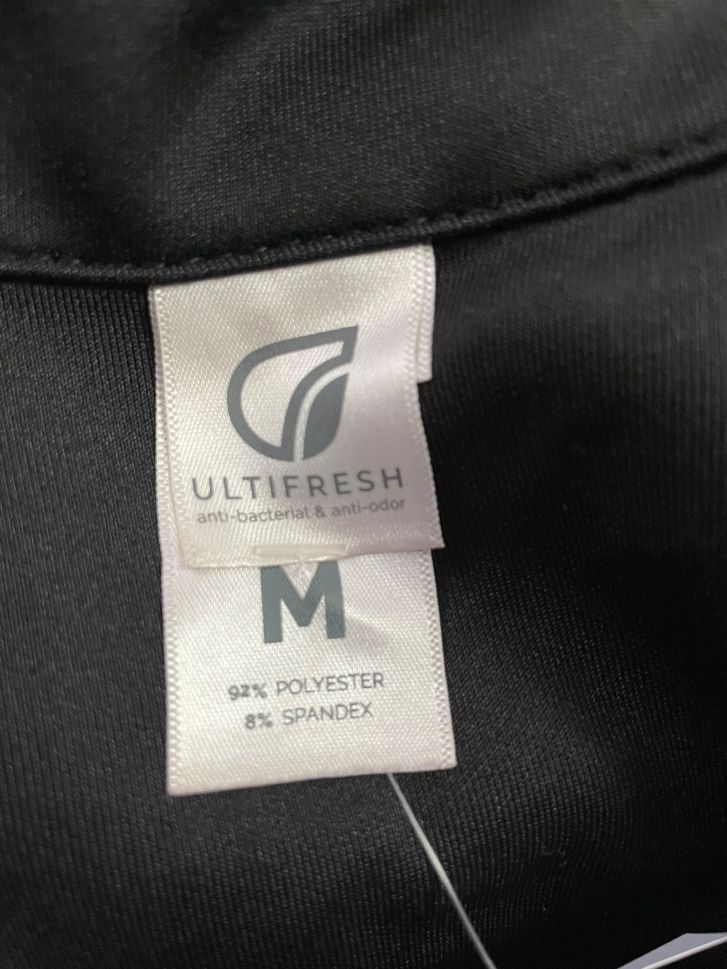 ULTIFRESH
anti-bacterial & anti-odor
M
92% POLYESTER
8% SPANDEX